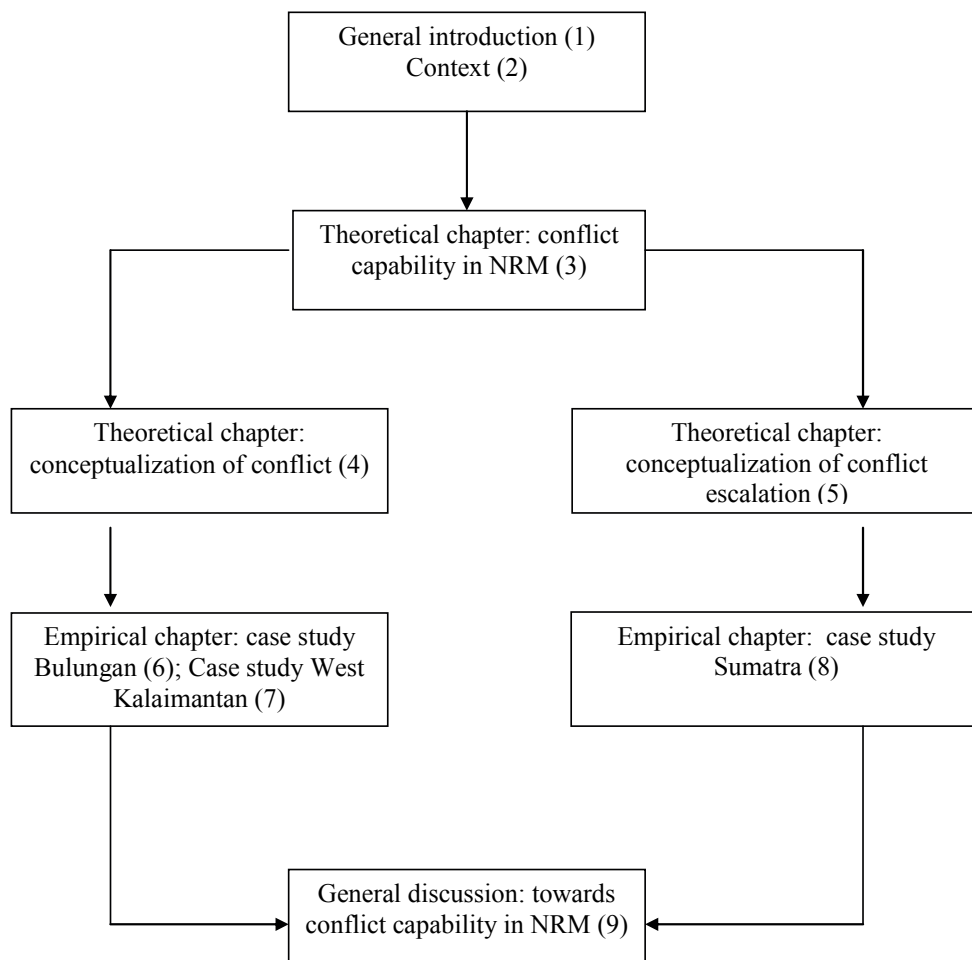 General introduction (1)
Context (2)
Theoretical chapter: conflict
capability in NRM (3)
Theoretical chapter:
conceptualization of conflict (4)
Theoretical chapter:
conceptualization of conflict
escalation (5)
Empirical chapter: case study
Bulungan (6); Case study West
Kalaimantan (7)
Empirical chapter:  case study
Sumatra (8)
General discussion: towards
conflict capability in NRM (9)